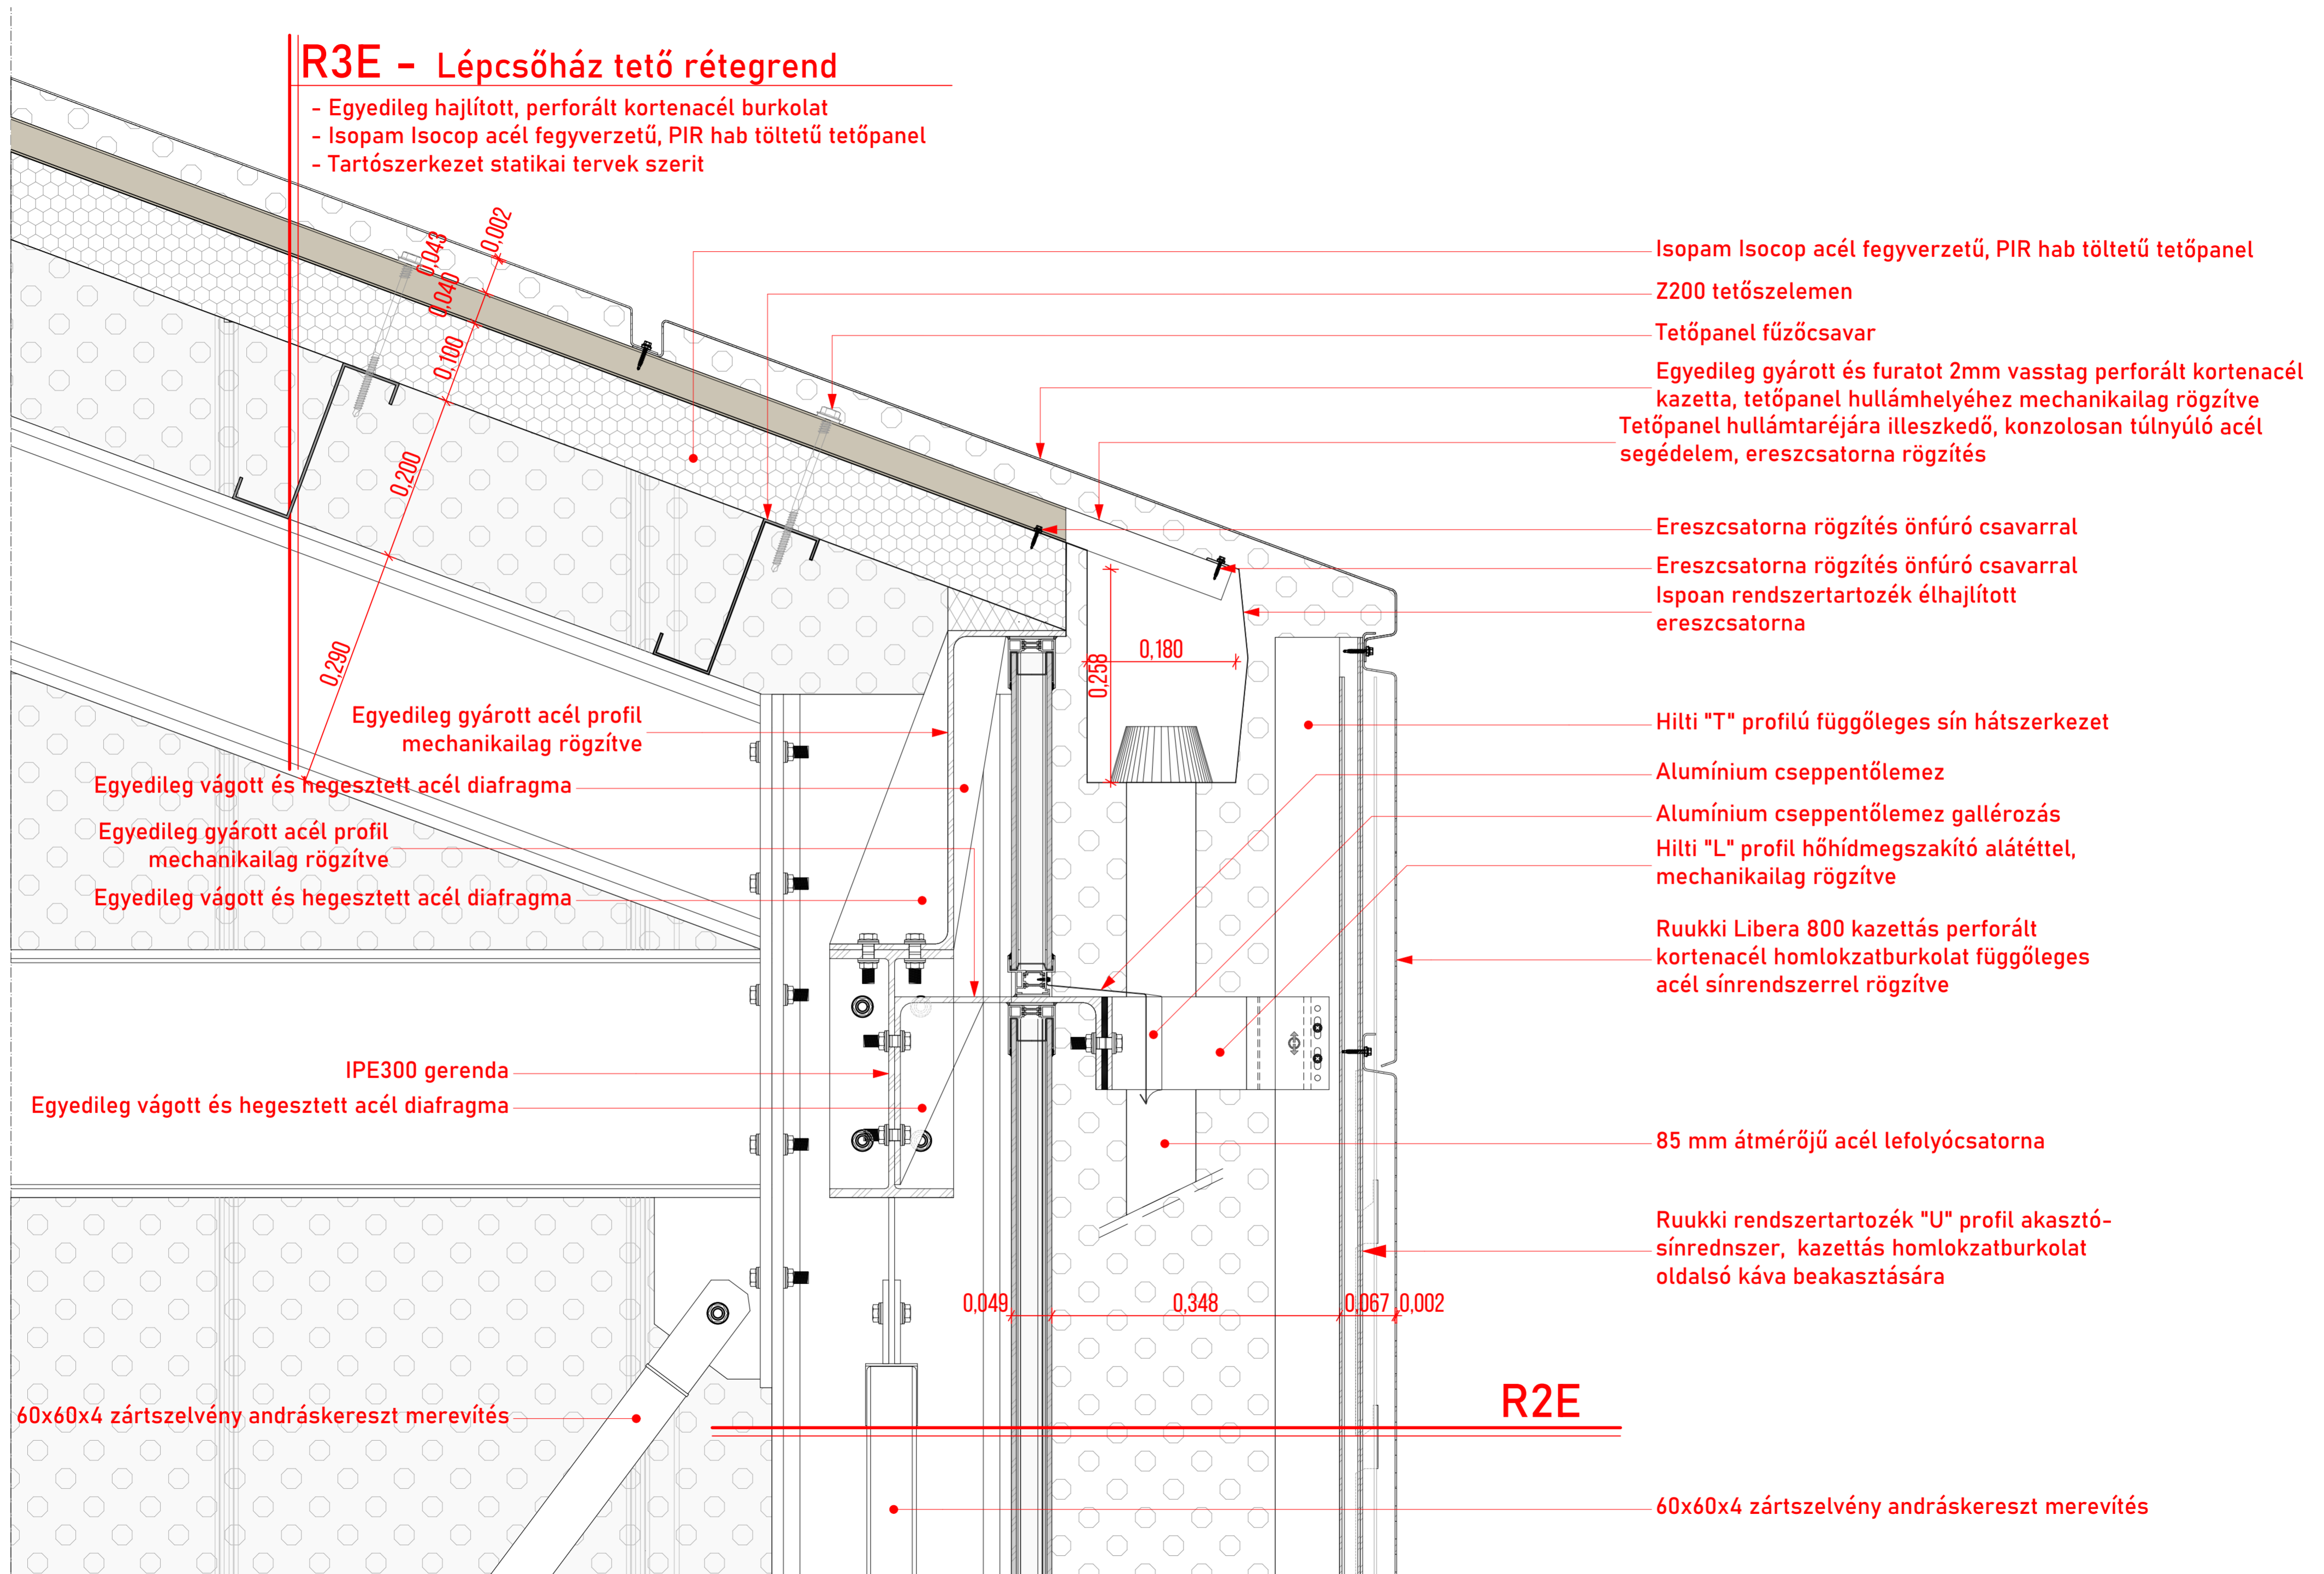 R3E - Lépcsőház tető rétegrend
- Egyedileg hajlított, perforált kortenacél burkolat
- Isopam Isocop acél fegyverzetű, PIR hab töltetű tetőpanel
- Tartószerkezet statikai tervek szerit
0,002
0,043
0,040
0,100
0,200
0,290
Isopam Isocop acél fegyverzetű, PIR hab töltetű tetőpanel
Z200 tetőszelemen
Tetőpanel fűzőcsavar
Egyedileg gyárott és furatot 2mm vasstag perforált kortenacél
kazetta, tetőpanel hullámhelyéhez mechanikailag rögzítve
Tetőpanel hullámtaréjára illeszkedő, konzolosan túlnyúló acél
segédelem, ereszcsatorna rögzítés
Ereszcsatorna rögzítés önfúró csavarral
Ereszcsatorna rögzítés önfúró csavarral
Ispoan rendszertartozék élhajlított
ereszcsatorna
0,180
0,258
Egyedileg gyárott acél profil
mechanikailag rögzítve
Egyedileg vágott és hegesztett acél diafragma
Egyedileg gyárott acél profil
mechanikailag rögzítve
Egyedileg vágott és hegesztett acél diafragma
Hilti "T" profilú függőleges sín hátszerkezet
Alumínium cseppentőlemez
Alumínium cseppentőlemez gallérozás
Hilti "L" profil hőhídmegszakító alátéttel,
mechanikailag rögzítve
Ruukki Libera 800 kazettás perforált
kortenacél homlokzatburkolat függőleges
acél sínrendszerrel rögzítve
IPE300 gerenda
Egyedileg vágott és hegesztett acél diafragma
85 mm átmérőjű acél lefolyócsatorna
Ruukki rendszertartozék "U" profil akasztó-
sínrednszer, kazettás homlokzatburkolat
oldalsó káva beakasztására
0,049
0,348
0,067
0,002
R2E
60x60x4 zártszelvény andráskereszt merevítés
60x60x4 zártszelvény andráskereszt merevítés